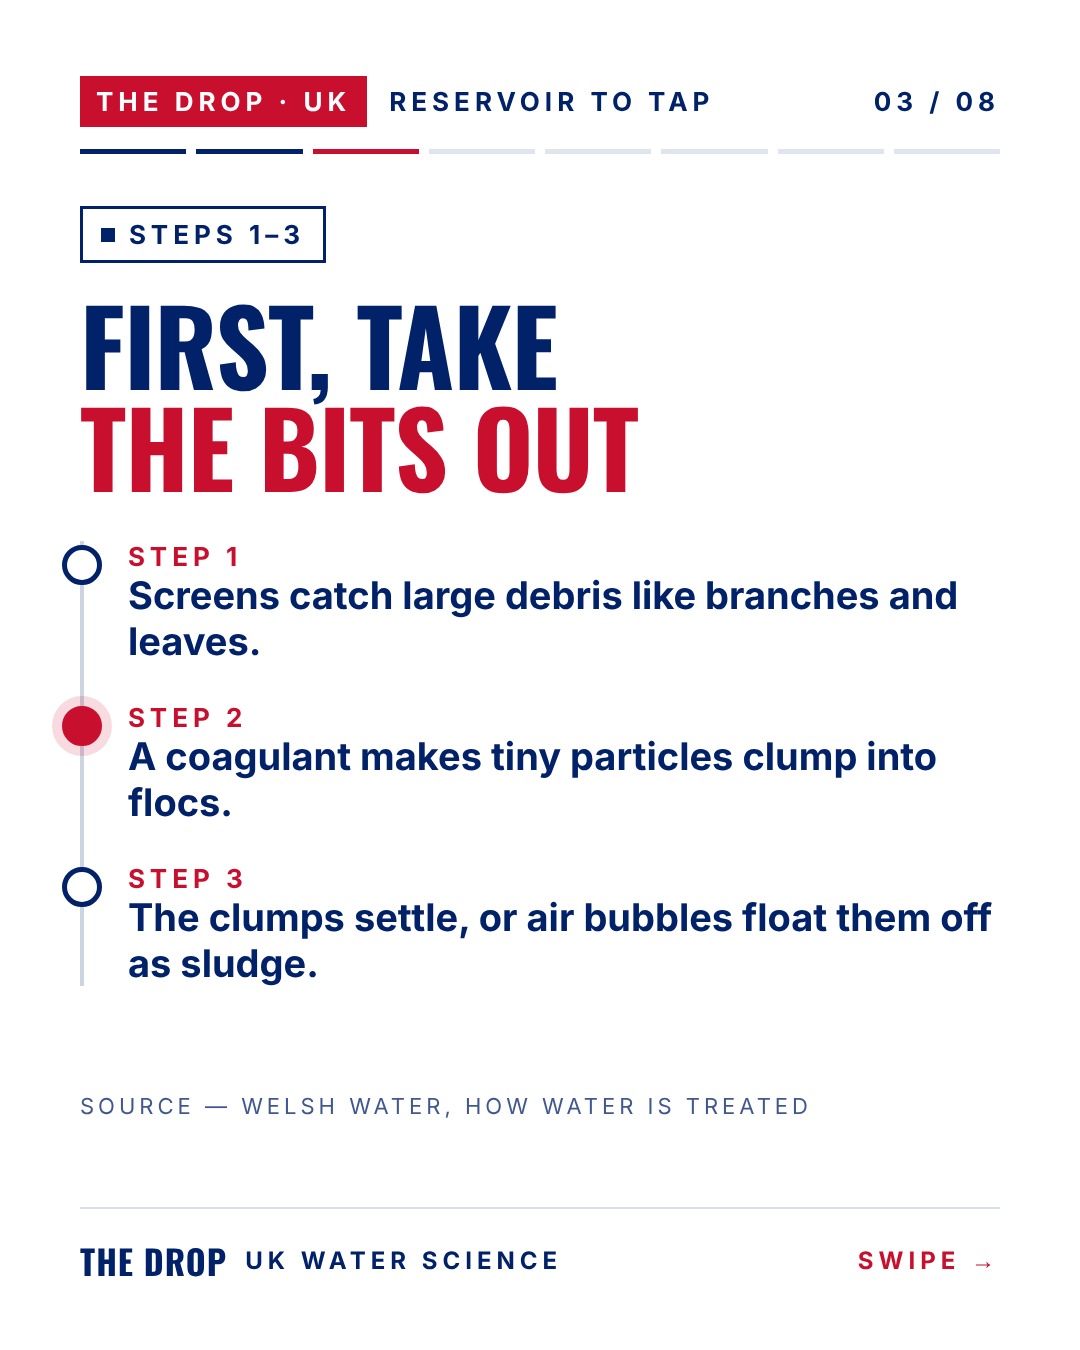 THE DROP · UK RESERVOIR TO TAP 03 / 08
STEPS 1–3
FIRST, TAKE
THE BITS OUT
STEP 1
Screens catch large debris like branches and
leaves.
STEP 2
A coagulant makes tiny particles clump into
flocs.
STEP 3
The clumps settle, or air bubbles float them off
as sludge.
SOURCE — WELSH WATER, HOW WATER IS TREATED
THE DROP UK WATER SCIENCE SWIPE →